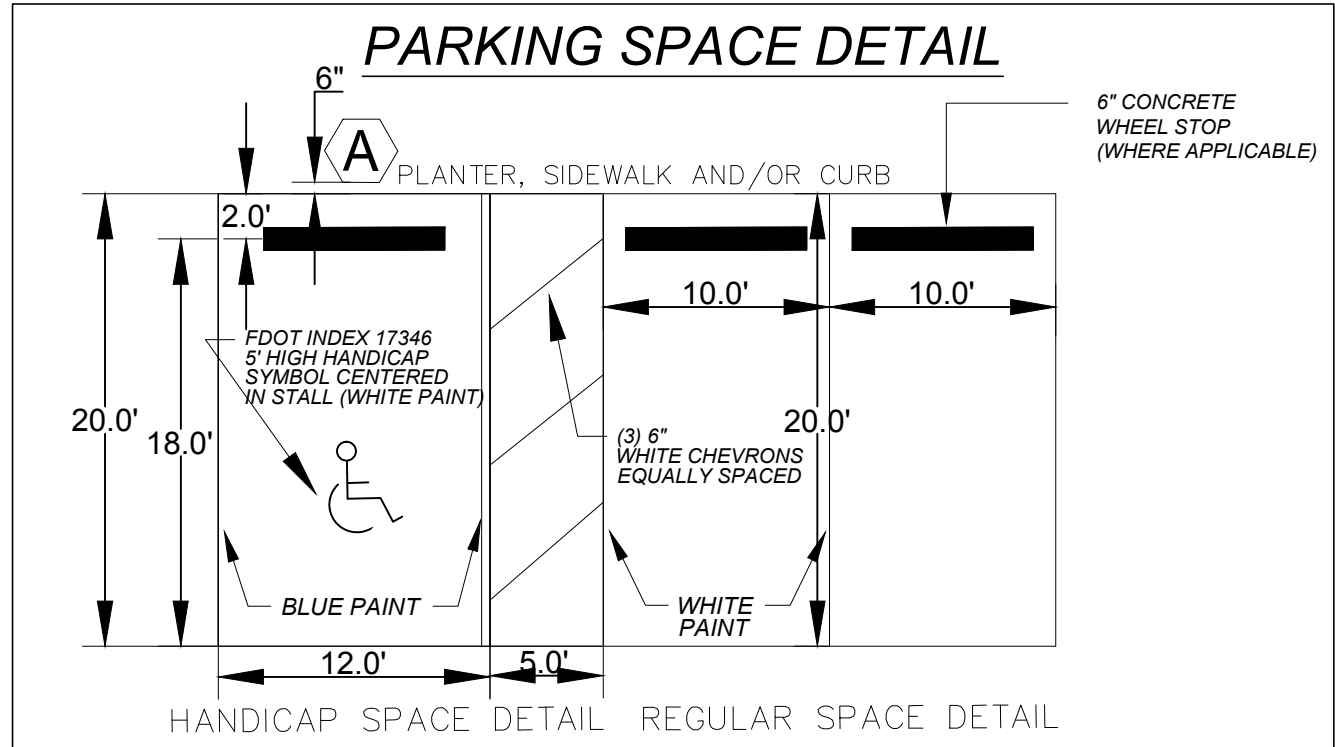 PARKING SPACE DETAIL
6"
A
6" CONCRETE
WHEEL STOP
(WHERE APPLICABLE)
PLANTER, SIDEWALK AND/OR CURB
2.0'
10.0'
10.0'
FDOT INDEX 17346
5' HIGH HANDICAP
SYMBOL CENTERED
IN STALL (WHITE PAINT)
20.0'
18.0'
20.0'
(3) 6"
WHITE CHEVRONS
EQUALLY SPACED
BLUE PAINT
WHITE
PAINT
12.0'
5.0'
HANDICAP SPACE DETAIL
REGULAR SPACE DETAIL